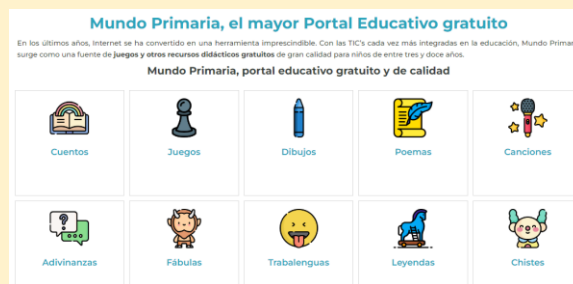 Mundo Primaria, el mayor Portal Educativo gratuito
En los últimos años, Internet se ha convertido en una herramienta imprescindible. Con las TIC's cada vez más integradas en la educación, Mundo Primar
surge como una fuente de juegos y otros recursos didácticos gratuitos de gran calidad para niños de entre tres y doce años.
Mundo Primaria, portal educativo gratuito y de calidad
Cuentos
Juegos
Dibujos
Poemas
Canciones
Adivinanzas
Fábulas
Trabalenguas
Leyendas
Chistes